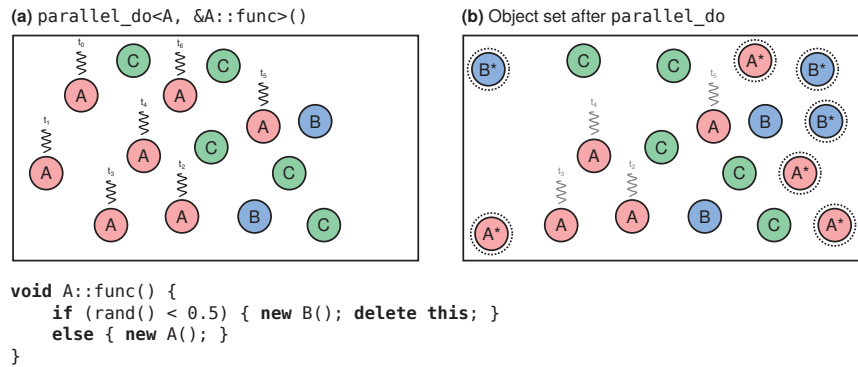 (a) parallel_do<A, &A::func>()
(b) Object set after parallel_do
t0
t6
C
C
A
A
t5
t4
t1
A
B
C
A
A
C
t3
t2
A
A
B
C
B*
C
C
A*
B*
t5
t4
A
B
B*
C
A
C
A*
t3
t2
A*
A
A
B
C
A*
void A::func() {
if (rand() < 0.5) { new B(); delete this; }
else { new A(); }
}